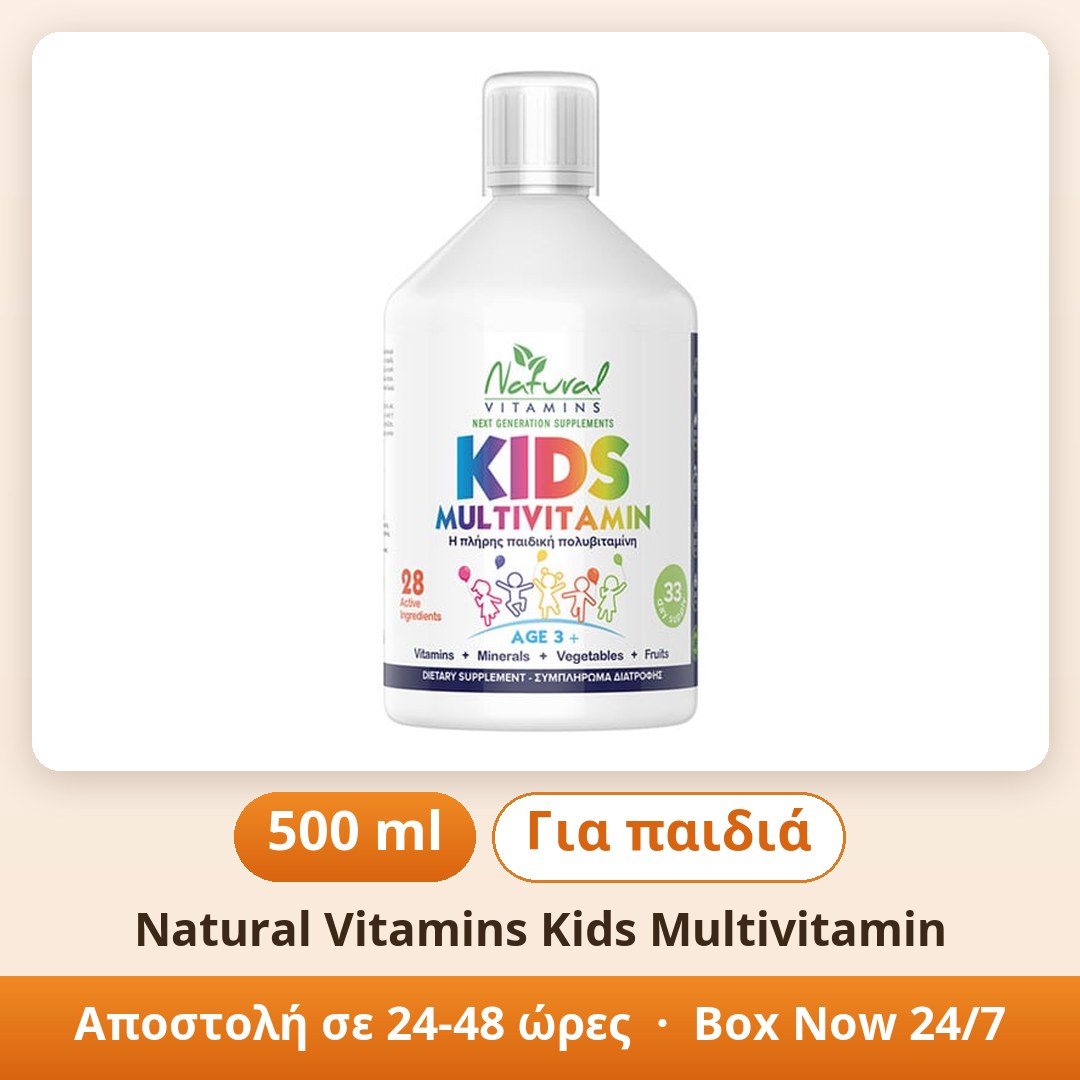 Natural
VITAMINS
NEXT GENERATION SUPPLEMENTS
KIDS
MULTIVITAMIN
Η πλήρης παιδική πολυβιταμίνη
28
Active
Ingredients
33
AGE 3 +
Vitamins + Minerals + Vegetables + Fruits
DIETARY SUPPLEMENT - ΣΥΜΠΛΗΡΩΜΑ ΔΙΑΤΡΟΦΗΣ
500 ml
Για παιδιά
Natural Vitamins Kids Multivitamin
Αποστολή σε 24-48 ώρες · Box Now 24/7